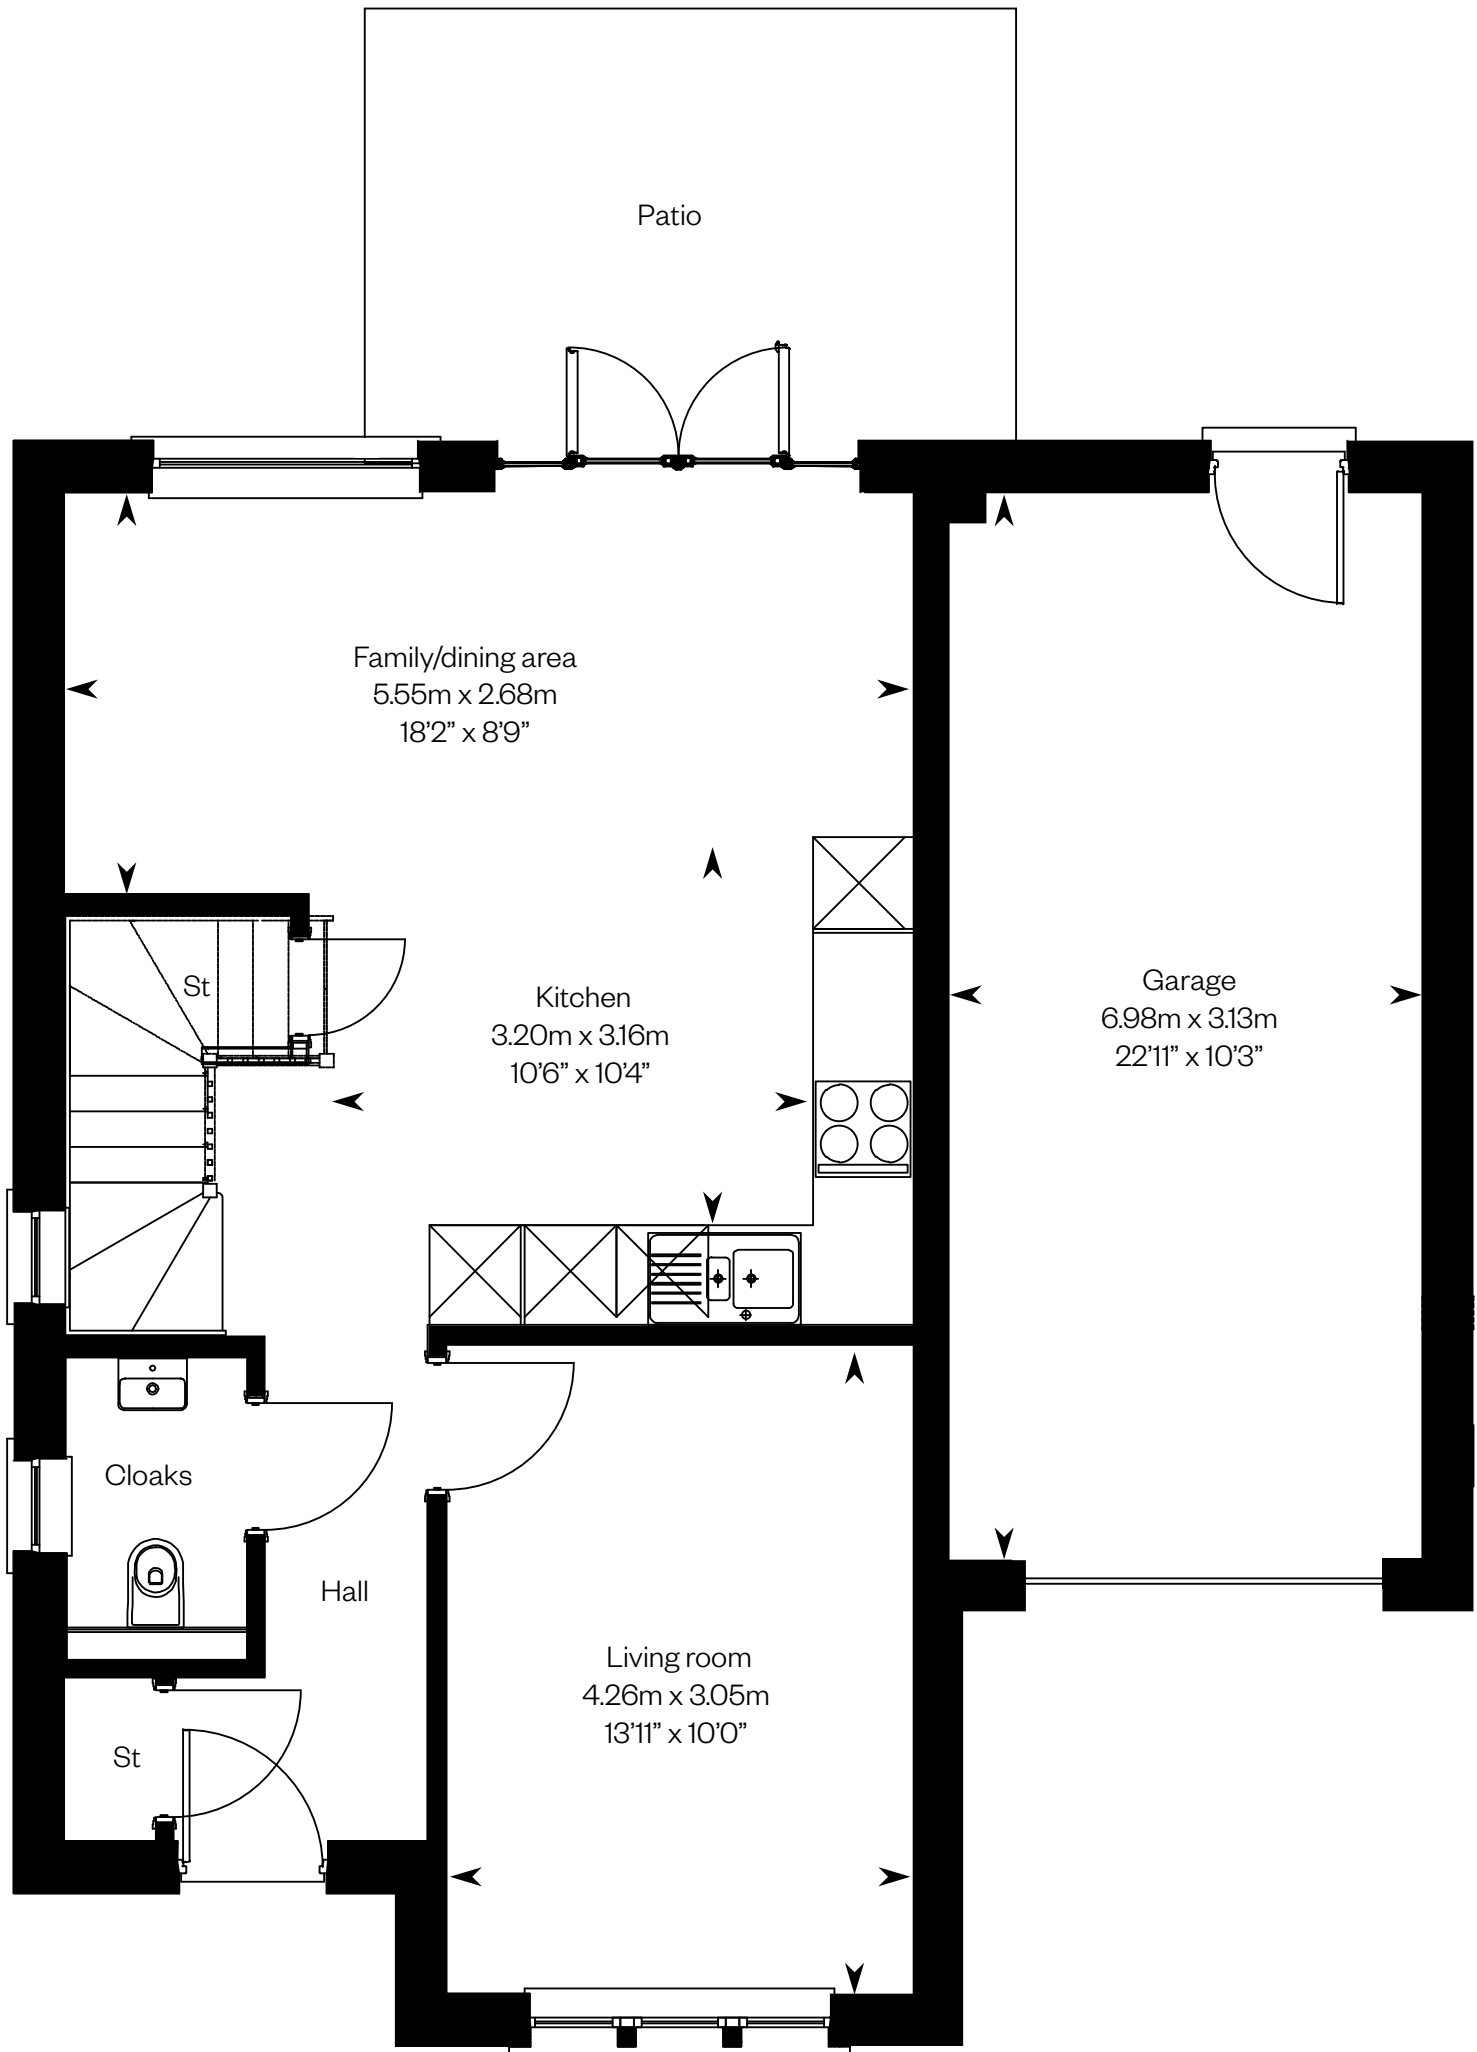 Patio
Family/dining area
5.55m x 2.68m
18’2” x 8’9”
St
Kitchen
3.20m x 3.16m
10’6” x 10’4”
Garage
6.98m x 3.13m
22’11” x 10’3”
Cloaks
Hall
Living room
4.26m x 3.05m
13’11” x 10’0”
St